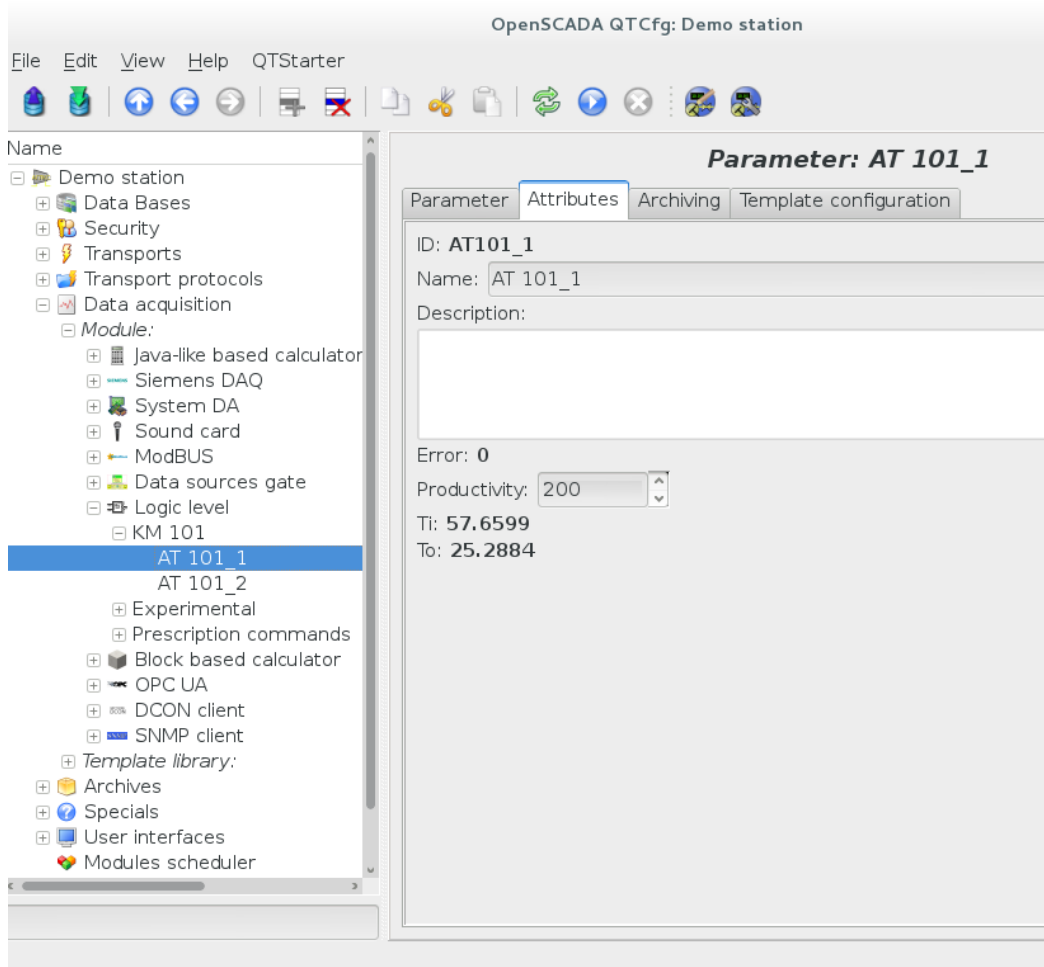 OpenSCADA QTCfg: Demo station
File Edit View Help QTStarter
Name
Demo station
Data Bases
Security
Transports
Transport protocols
Data acquisition
Module:
Java-like based calculator
Siemens DAQ
System DA
Sound card
ModBUS
Data sources gate
Logic level
KM 101
AT 101_1
AT 101_2
Experimental
Prescription commands
Block based calculator
OPC UA
DCON client
SNMP client
Template library:
Archives
Specials
User interfaces
Modules scheduler
Parameter: AT 101_1
Parameter Attributes Archiving Template configuration
ID: AT101_1
Name: AT 101_1
Description:
Error: 0
Productivity: 200
Ti: 57.6599
To: 25.2884